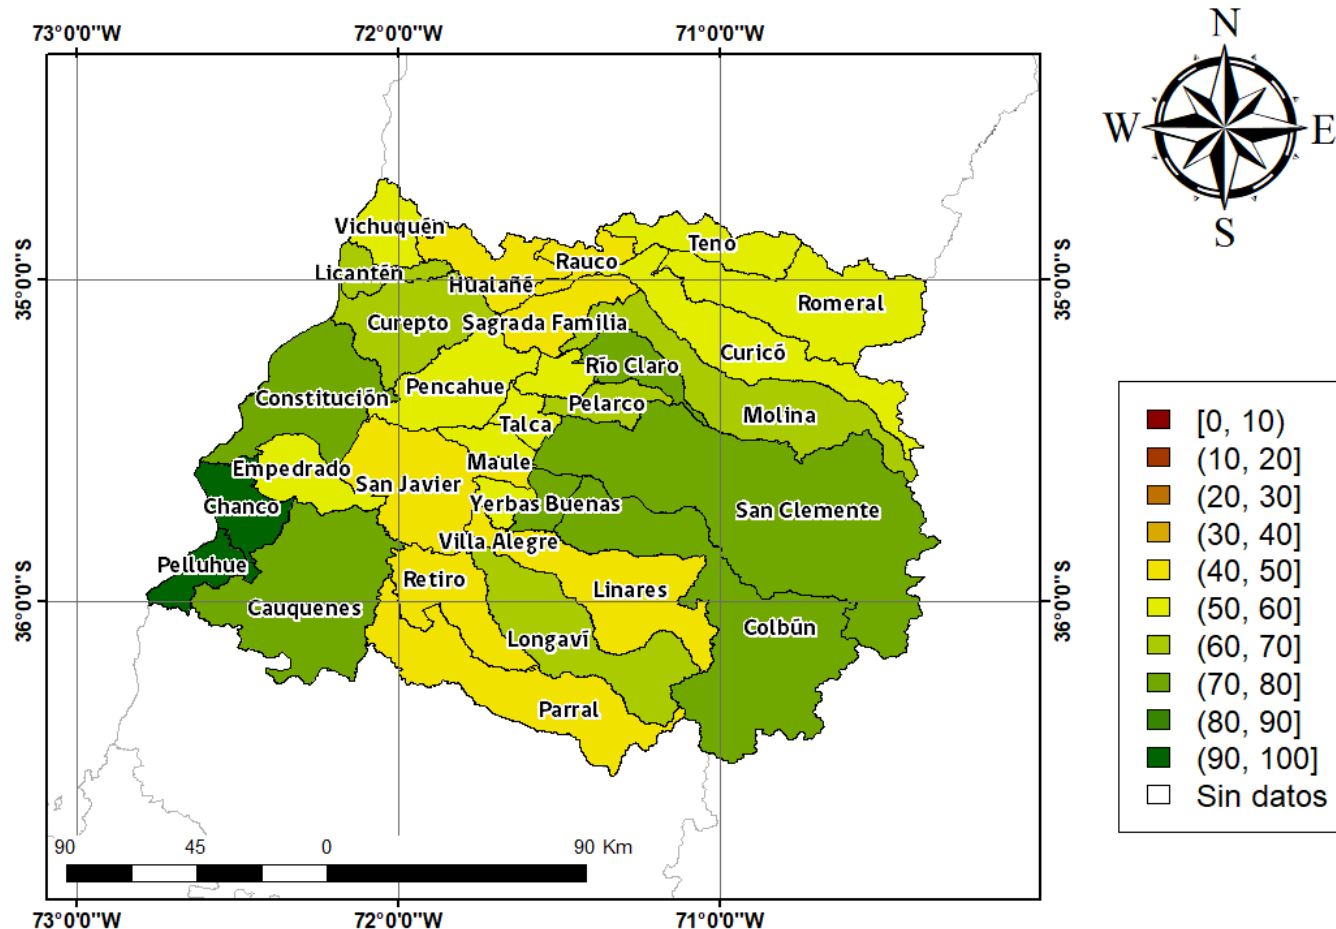 73°0'0"W 72°0'0"W 71°0'0"W
N
W E
S
35°0'0"S
35°0'0"S
36°0'0"S
36°0'0"S
Vichuquén
Teno
Rauco
Licantén
Hualañé
Romeral
Curepto
Sagrada Familia
Curicó
Río Claro
Pencahue
Constitución
Pelarco
Molina
Talca
Maule
Empedrado
San Javier
Chanco
Yerbas Buenas
San Clemente
Villa Alegre
Pelluhue
Retiro
Linares
Cauquenes
Colbún
Longaví
Parral
[0, 10)
(10, 20]
(20, 30]
(30, 40]
(40, 50]
(50, 60]
(60, 70]
(70, 80]
(80, 90]
(90, 100]
Sin datos
90 45 0 90 Km
73°0'0"W 72°0'0"W 71°0'0"W